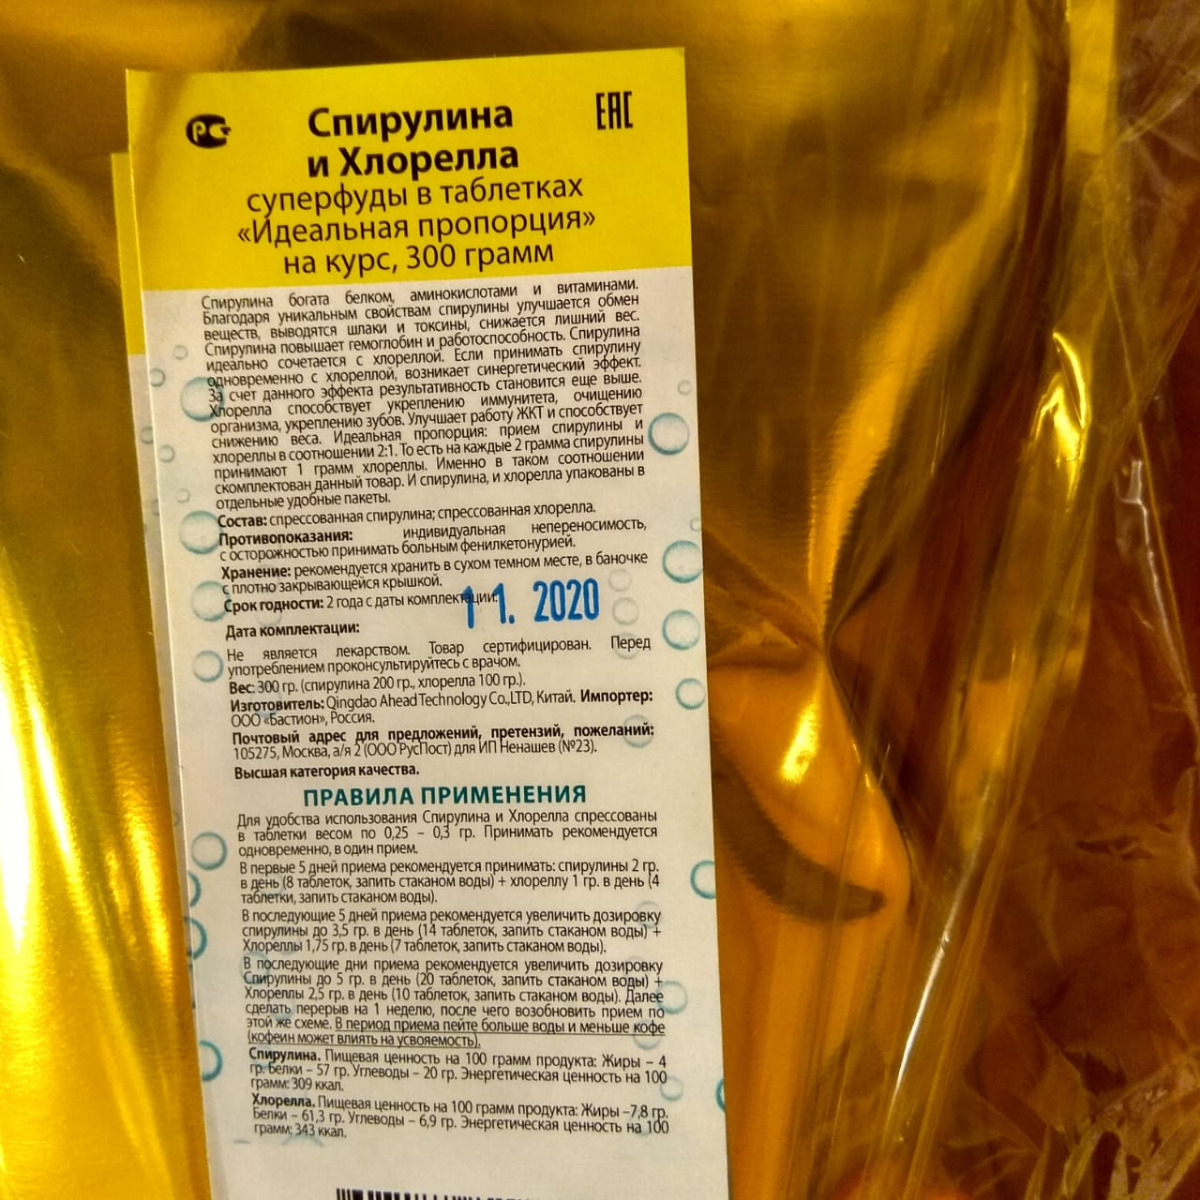 РС
ЕАС
Спирулина
и Хлорелла
суперфуды в таблетках
«Идеальная пропорция»
на курс, 300 грамм
Спирулина богата белком, аминокислотами и витаминами.
Благодаря уникальным свойствам спирулины улучшается обмен
веществ, выводятся шлаки и токсины, снижается лишний вес.
Спирулина повышает гемоглобин и работоспособность. Спирулина
идеально сочетается с хлореллой. Если принимать спирулину
одновременно с хлореллой, возникает синергетический эффект.
За счет данного эффекта результативность становится еще выше.
Хлорелла способствует укреплению иммунитета, очищению
организма, укреплению зубов. Улучшает работу ЖКТ и способствует
снижению веса. Идеальная пропорция: прием спирулины и
хлореллы в соотношении 2:1. То есть на каждые 2 грамма спирулины
принимают 1 грамм хлореллы. Именно в таком соотношении
скомплектован данный товар. И спирулина, и хлорелла упакованы в
отдельные удобные пакеты.
Состав: спрессованная спирулина; спрессованная хлорелла.
Противопоказания: индивидуальная непереносимость,
с осторожностью принимать больным фенилкетонурией.
Хранение: рекомендуется хранить в сухом темном месте, в баночке
с плотно закрывающейся крышкой.
Срок годности: 2 года с даты комплектации.
11. 2020
Дата комплектации:
Не является лекарством. Товар сертифицирован. Перед
употреблением проконсультируйтесь с врачом.
Вес: 300 гр. (спирулина 200 гр., хлорелла 100 гр.).
Изготовитель: Qingdao Ahead Technology Co.,LTD, Китай. Импортер:
ООО «Бастион», Россия.
Почтовый адрес для предложений, претензий, пожеланий:
105275, Москва, а/я 2 (ООО РусПост) для ИП Ненашев (№23).
Высшая категория качества.
ПРАВИЛА ПРИМЕНЕНИЯ
Для удобства использования Спирулина и Хлорелла спрессованы
в таблетки весом по 0,25 – 0,3 гр. Принимать рекомендуется
одновременно, в один прием.
В первые 5 дней приема рекомендуется принимать: спирулины 2 гр.
в день (8 таблеток, запить стаканом воды) + хлореллу 1 гр. в день (4
таблетки, запить стаканом воды).
В последующие 5 дней приема рекомендуется увеличить дозировку
спирулины до 3,5 гр. в день (14 таблеток, запить стаканом воды) +
Хлореллы 1,75 гр. в день (7 таблеток, запить стаканом воды).
В последующие дни приема рекомендуется увеличить дозировку
Спирулины до 5 гр. в день (20 таблеток, запить стаканом воды) +
Хлореллы 2,5 гр. в день (10 таблеток, запить стаканом воды). Далее
сделать перерыв на 1 неделю, после чего возобновить прием по
этой же схеме. В период приема пейте больше воды и меньше кофе
(кофеин может влиять на усвояемость).
Спирулина. Пищевая ценность на 100 грамм продукта: Жиры – 4
гр. Белки – 57 гр. Углеводы – 20 гр. Энергетическая ценность на 100
грамм: 309 ккал.
Хлорелла. Пищевая ценность на 100 грамм продукта: Жиры –7,8 гр.
Белки – 61,3 гр. Углеводы – 6,9 гр. Энергетическая ценность на 100
грамм: 343 ккал.